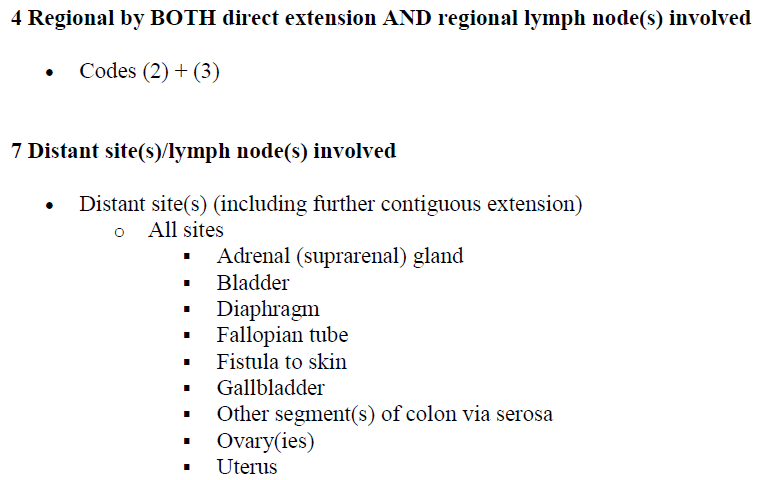 4 Regional by BOTH direct extension AND regional lymph node(s) involved
• Codes (2) + (3)
7 Distant site(s)/lymph node(s) involved
• Distant site(s) (including further contiguous extension)
o All sites
▪ Adrenal (suprarenal) gland
▪ Bladder
▪ Diaphragm
▪ Fallopian tube
▪ Fistula to skin
▪ Gallbladder
▪ Other segment(s) of colon via serosa
▪ Ovary(ies)
▪ Uterus